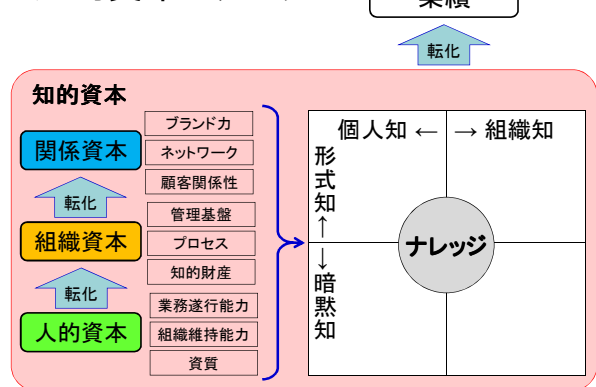 業績
転化
知的資本
ブランド力
関係資本
ネットワーク
顧客関係性
転化
管理基盤
組織資本
プロセス
知的財産
転化
業務遂行能力
人的資本
組織維持能力
資質
個人知 ← → 組織知
形式知↑
↓暗黙知
ナレッジ